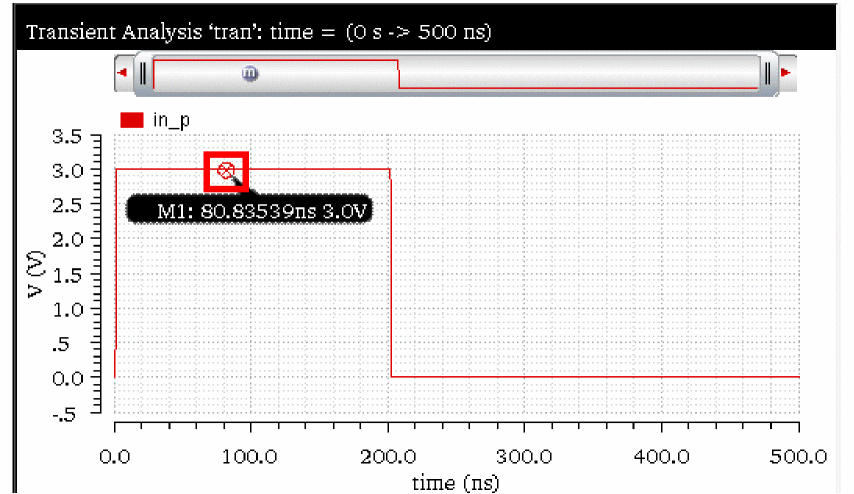 Transient Analysis ‘tran’: time = (0 s -> 500 ns)
m
in_p
3.5
3.0
M1: 80.83539ns 3.0V
2.5
2.0
1.5
1.0
.5
0.0
-.5
V (V)
0.0 100.0 200.0 300.0 400.0 500.0
time (ns)